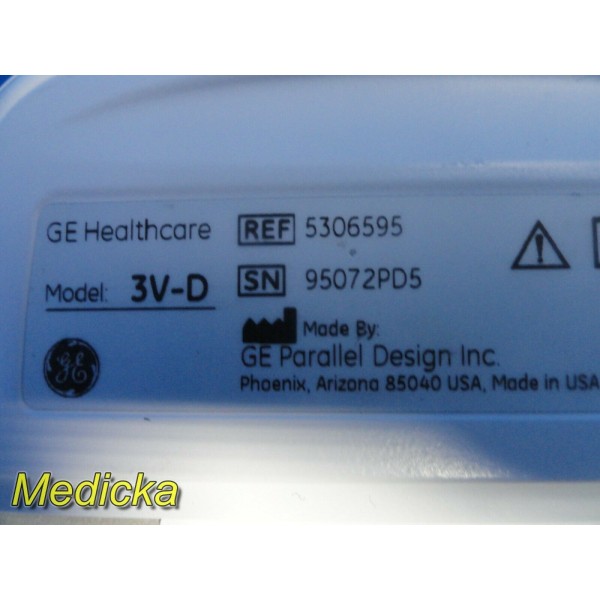 GE Healthcare
REF 5306595
Model: 3V-D
SN 95072PD5
Made By:
GE Parallel Design Inc.
Phoenix, Arizona 85040 USA, Made in USA
GE
Medicka